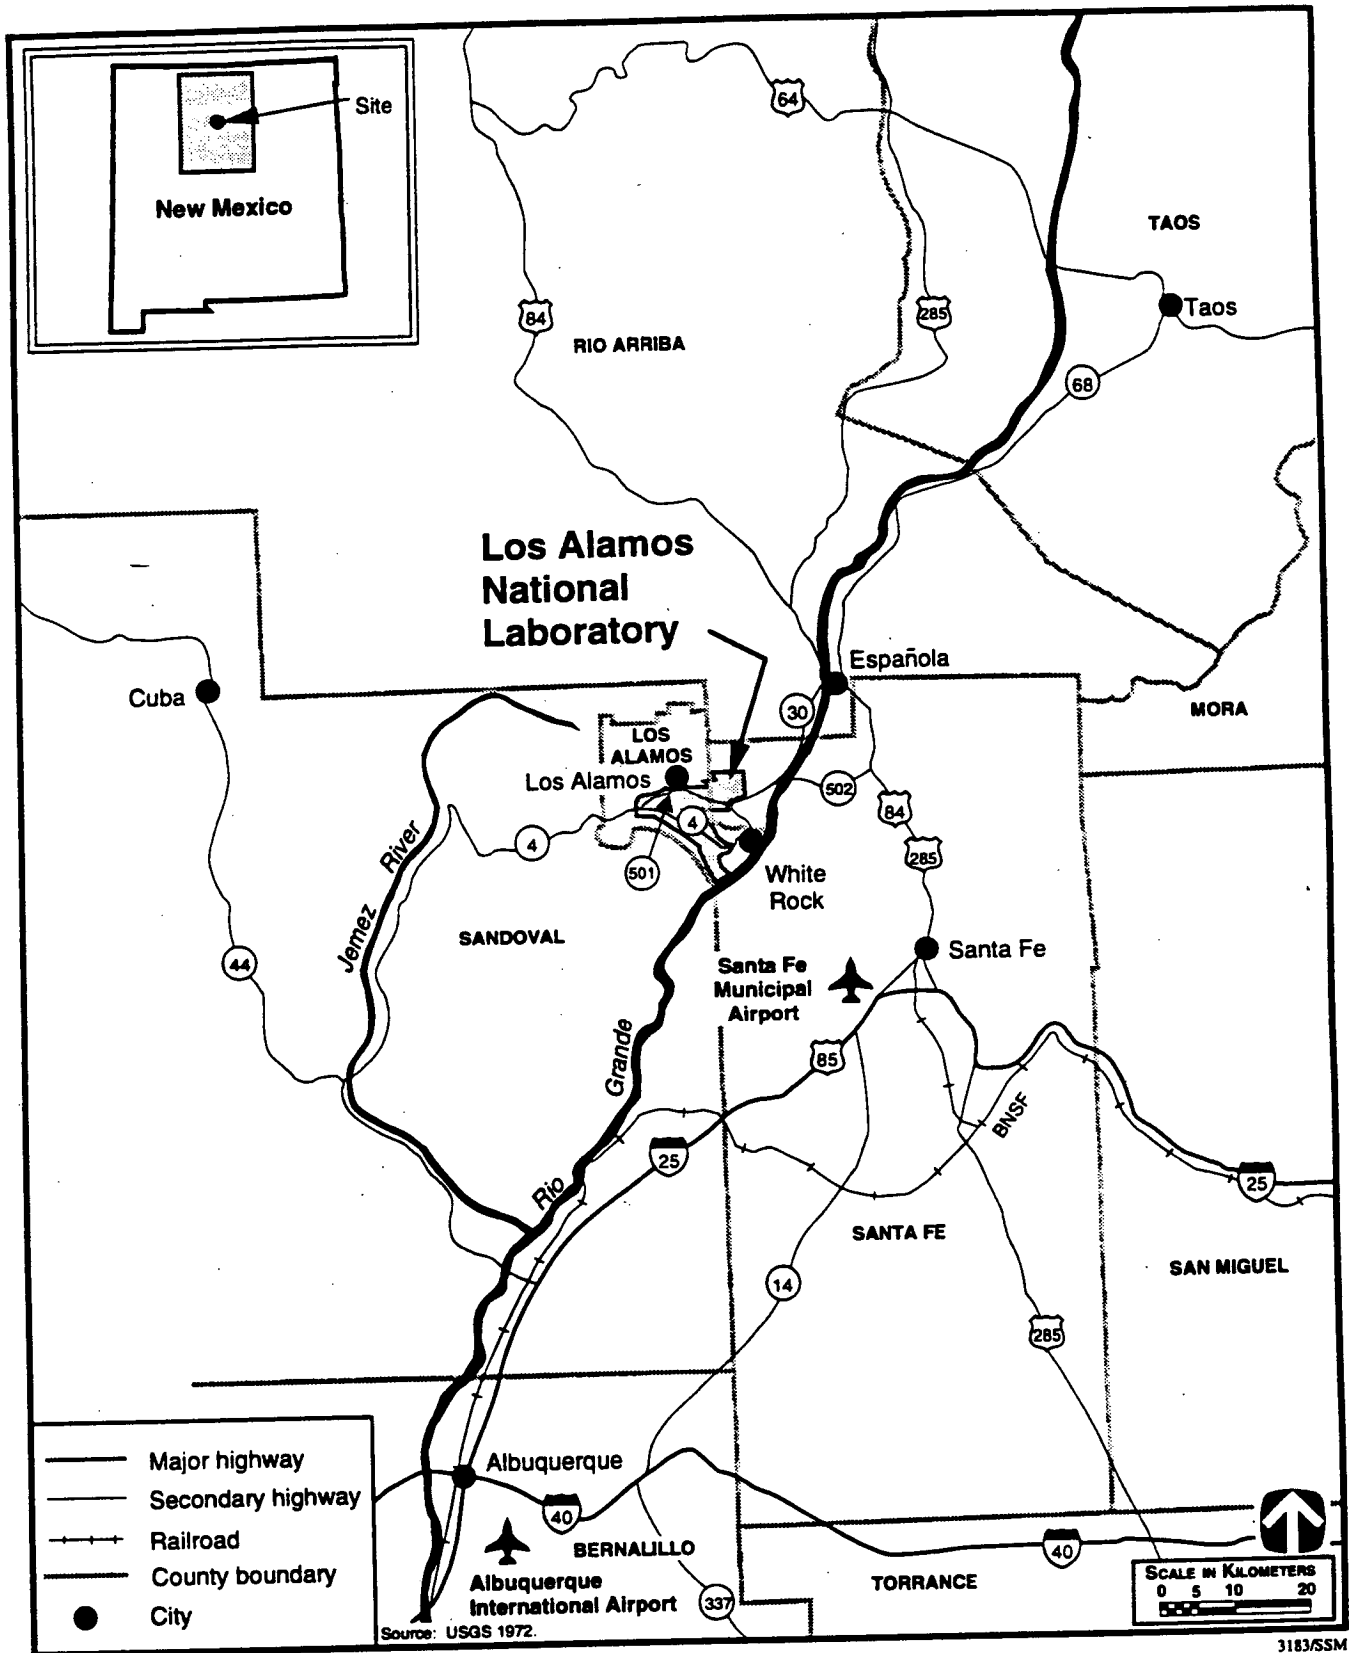 Site
New Mexico
64
TAOS
84
285
Taos
RIO ARRIBA
68
Los Alamos
National
Laboratory
Española
Cuba
30
MORA
LOS
ALAMOS
Los Alamos
502
84
4
4
River
285
501
White
Rock
Jemez
SANDOVAL
Santa Fe
44
Santa Fe
Municipal
Airport
Grande
85
BNSF
25
25
Rio
SANTA FE
SAN MIGUEL
14
285
Major highway
Albuquerque
Secondary highway
40
Railroad
BERNALILLO
40
County boundary
TORRANCE
SCALE IN KILOMETERS
0 5 10 20
Albuquerque
International Airport
337
City
Source: USGS 1972.
3183/SSM